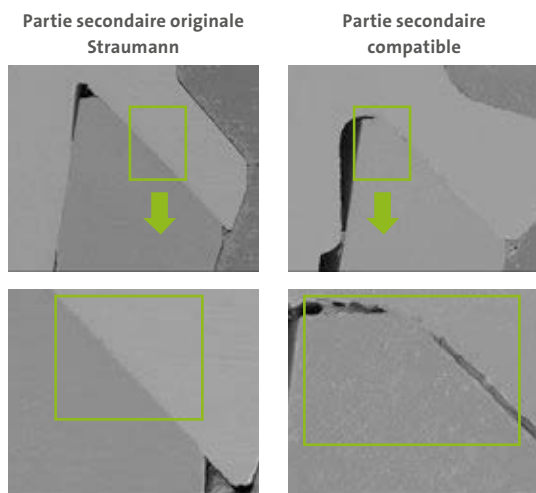 Partie secondaire originale
Straumann
Partie secondaire
compatible